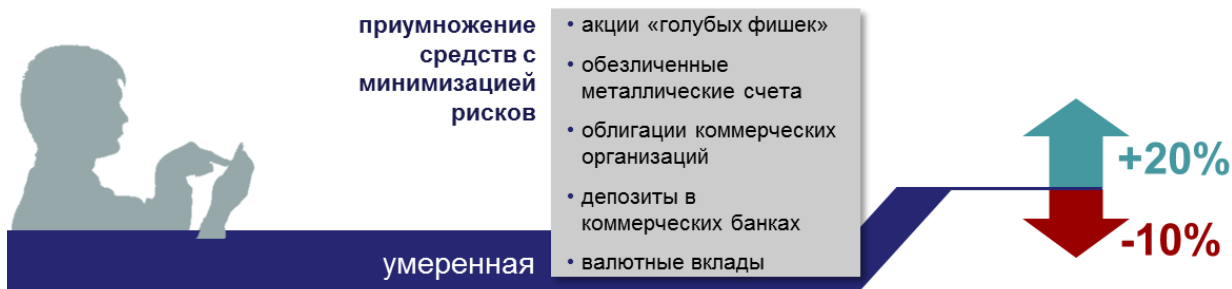 приумножение
средств с
минимизацией
рисков
• акции «голубых фишек»
• обезличенные
металлические счета
• облигации коммерческих
организаций
• депозиты в
коммерческих банках
• валютные вклады
умеренная
+20%
-10%